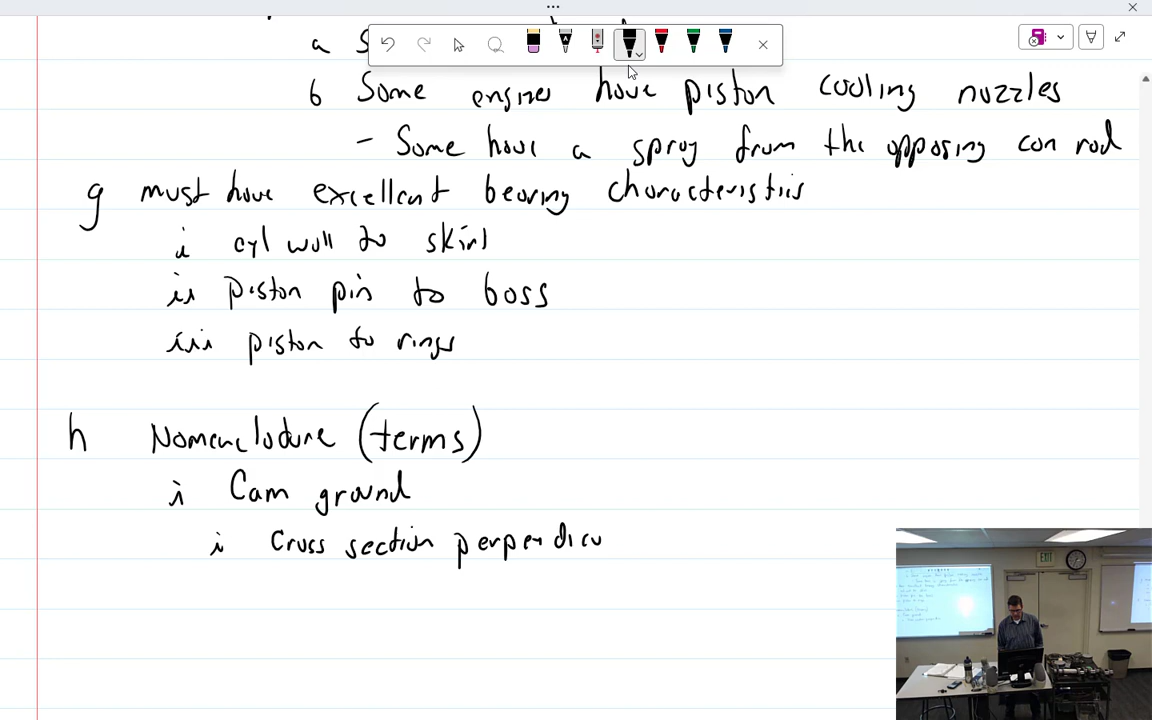 a S
b Some engines have piston cooling nozzles
- Some have a spray from the opposing con rod
g must have excellent bearing characteristics
i cyl wall to skirt
ii piston pin to boss
iii piston to rings
h Nomenclature (terms)
i Cam ground
i Cross section perpendicu
EXIT